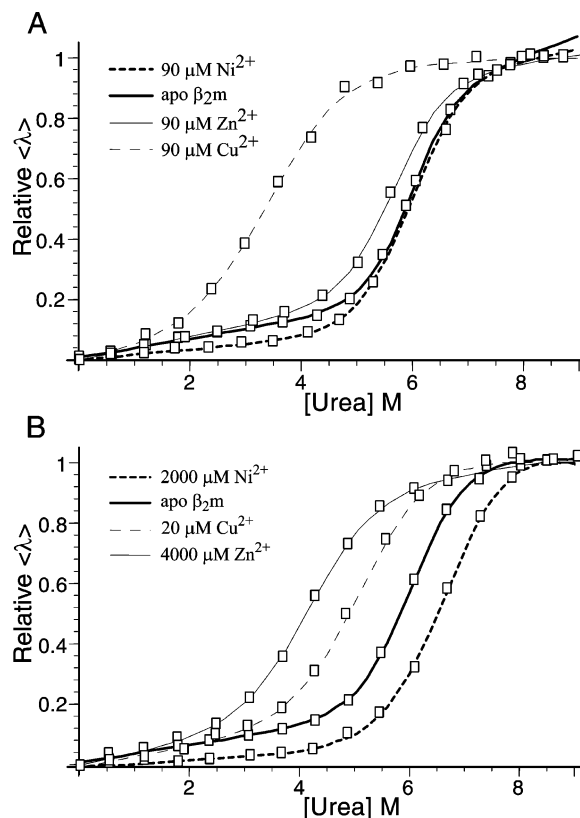 A
90 μM Ni2+
apo β2m
90 μM Zn2+
90 μM Cu2+
Relative <λ>
1
0.8
0.6
0.4
0.2
2 4 6 8
[Urea] M
B
2000 μM Ni2+
apo β2m
20 μM Cu2+
4000 μM Zn2+
Relative <λ>
1
0.8
0.6
0.4
0.2
2 4 6 8
[Urea] M